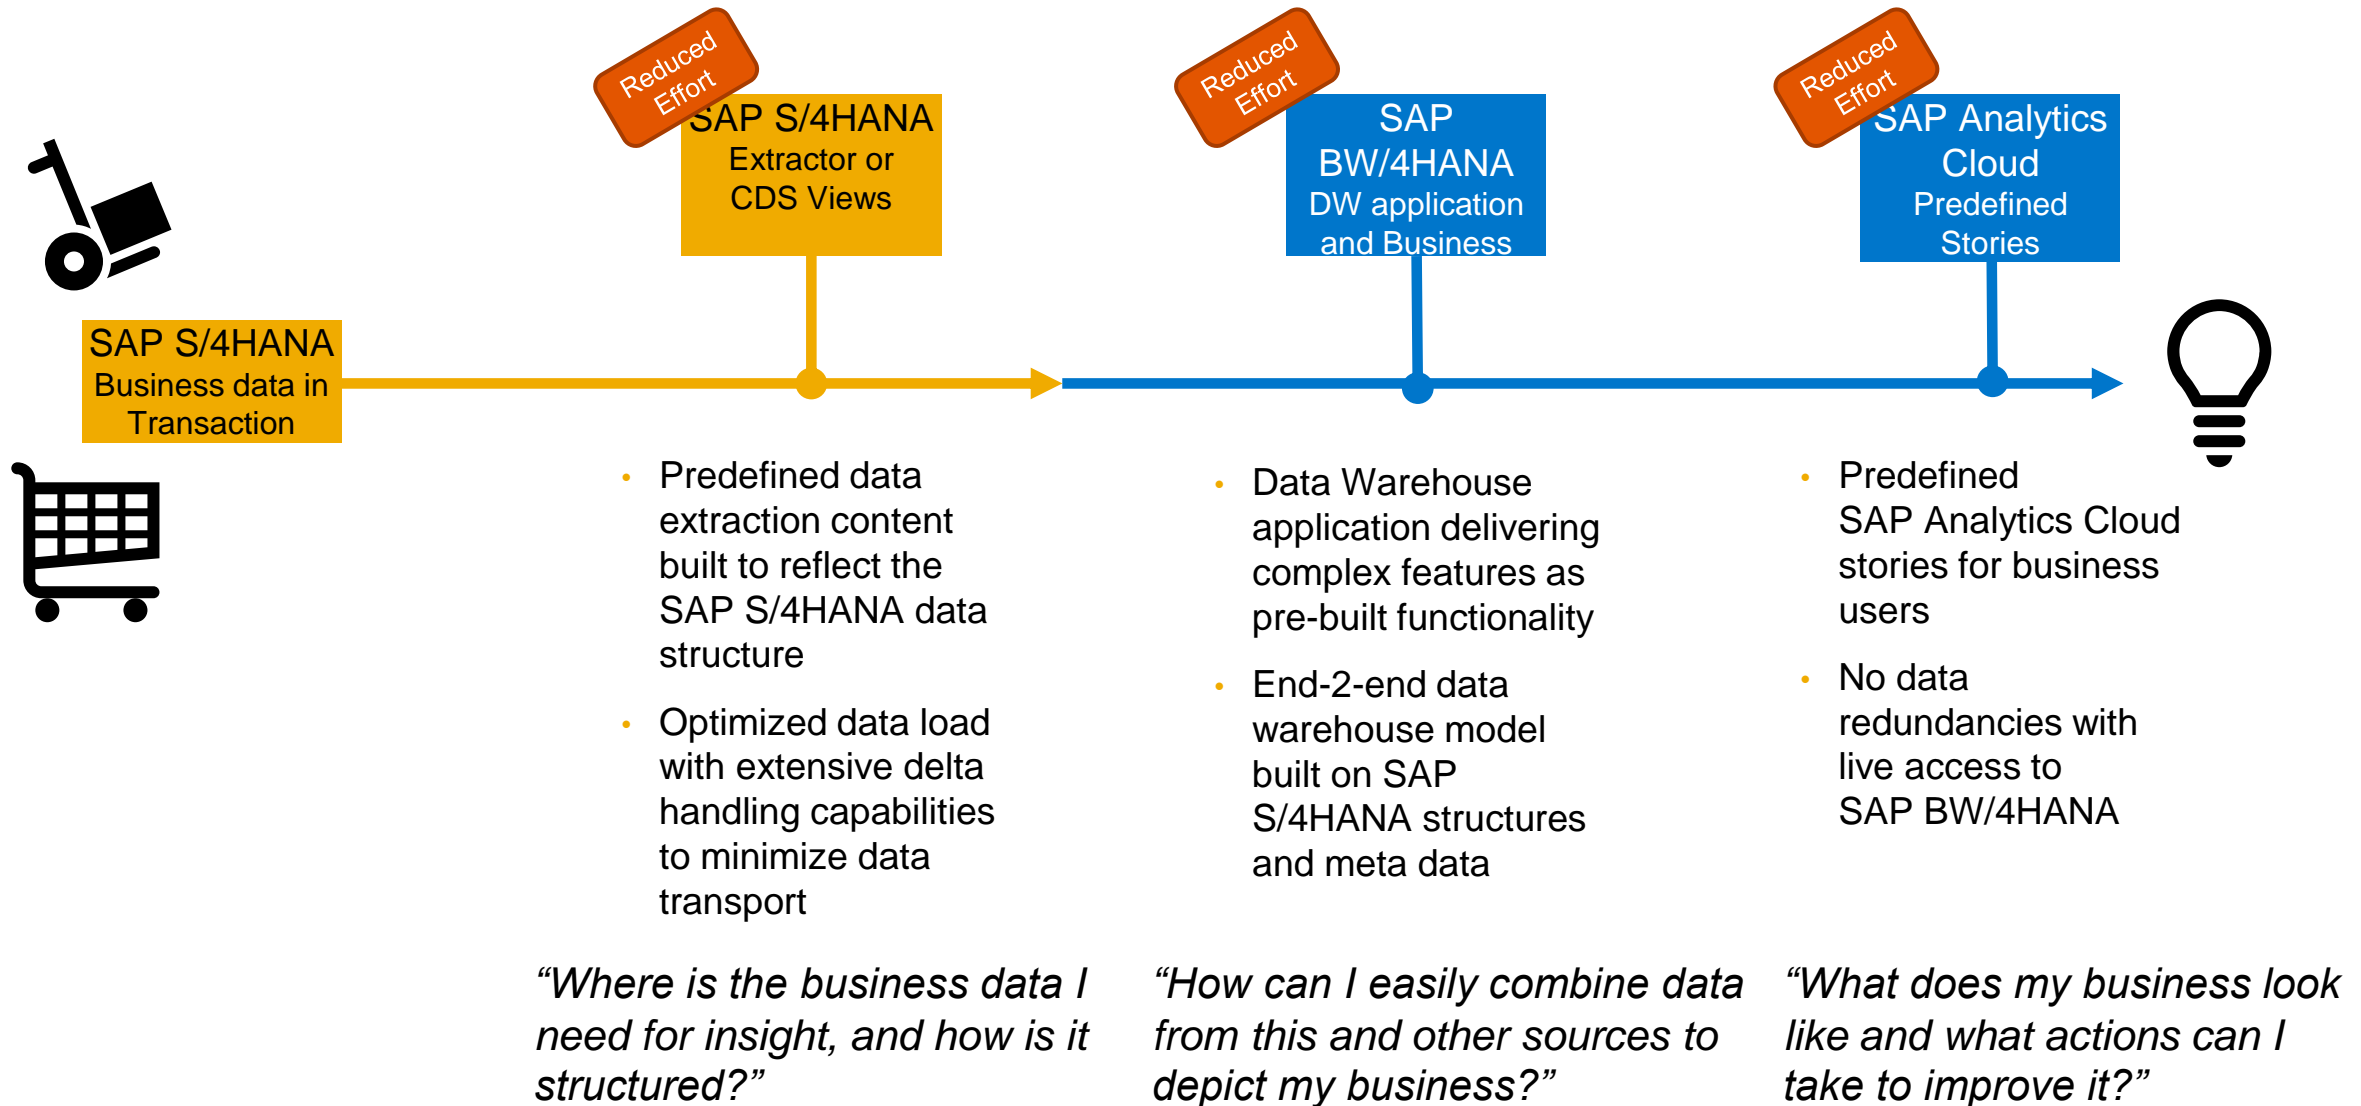 Reduced
Effort
SAP S/4HANA
Extractor or
CDS Views
Reduced
Effort
SAP
BW/4HANA
DW application
and Business
Reduced
Effort
SAP Analytics
Cloud
Predefined
Stories
SAP S/4HANA
Business data in
Transaction
• Predefined data
extraction content
built to reflect the
SAP S/4HANA data
structure
• Optimized data load
with extensive delta
handling capabilities
to minimize data
transport
“Where is the business data I
need for insight, and how is it
structured?”
• Data Warehouse
application delivering
complex features as
pre-built functionality
• End-2-end data
warehouse model
built on SAP
S/4HANA structures
and meta data
“How can I easily combine data
from this and other sources to
depict my business?”
• Predefined
SAP Analytics Cloud
stories for business
users
• No data
redundancies with
live access to
SAP BW/4HANA
“What does my business look
like and what actions can I
take to improve it?”